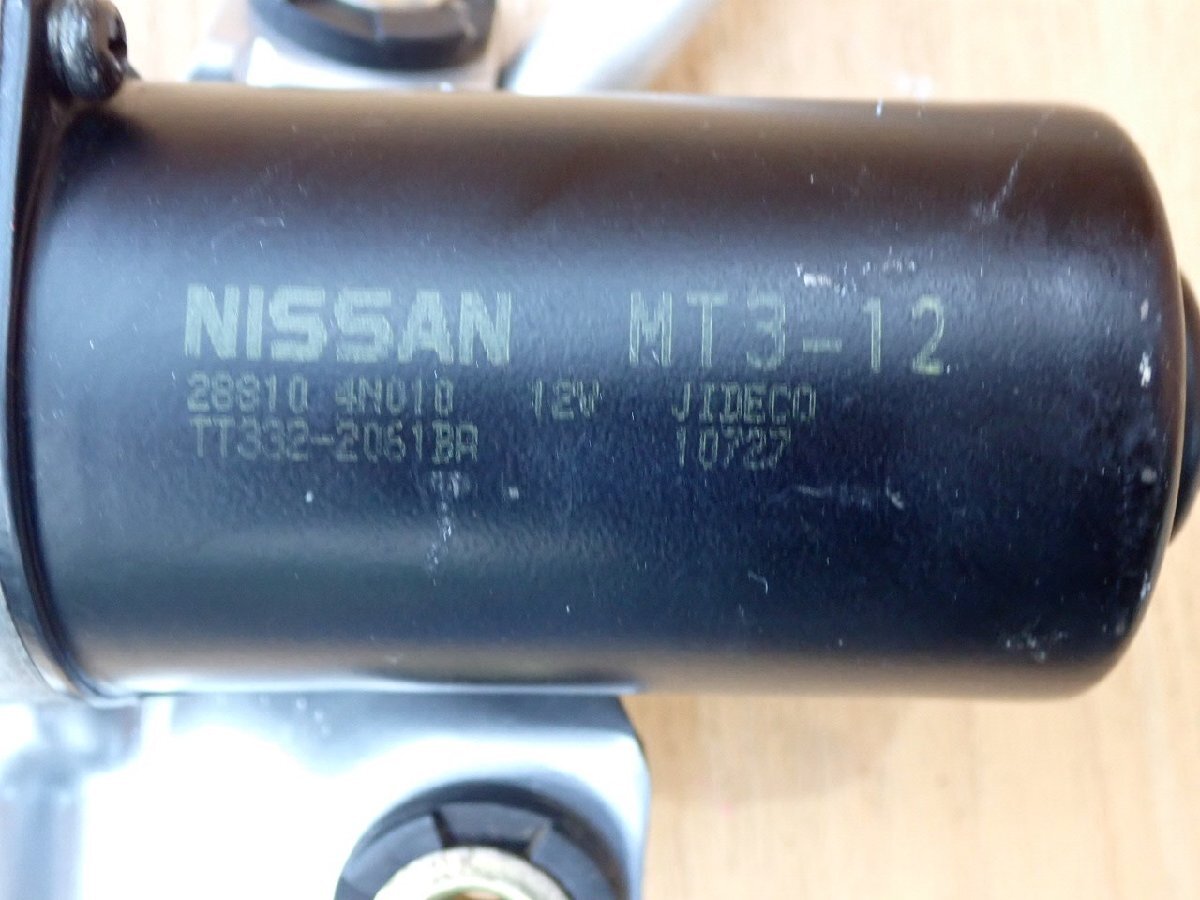 NISSAN MT3-12
28810 4N010 12V JIDECO
TT332-2061BR 10727